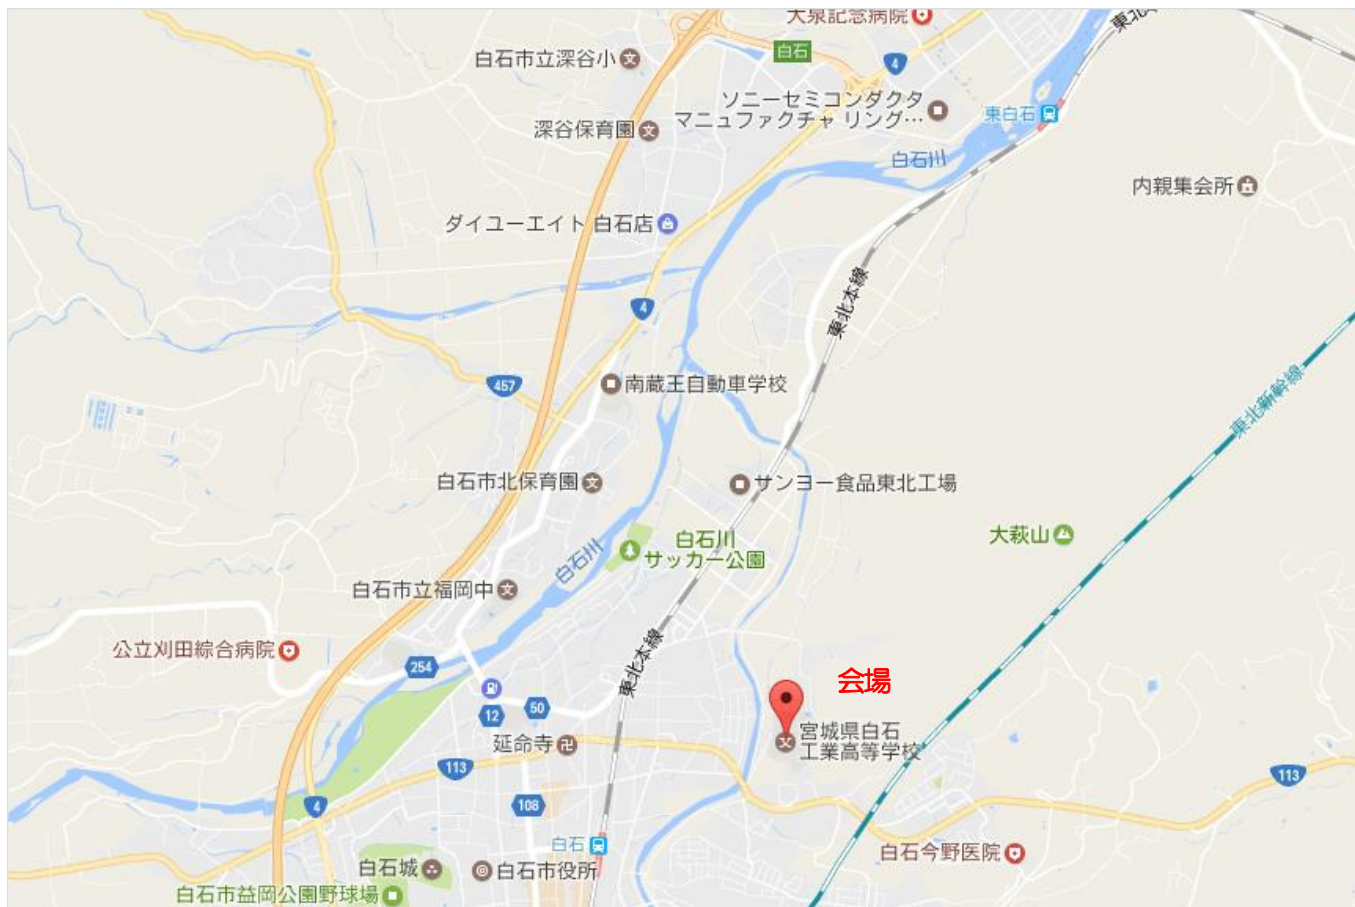 大泉記念病院
東北本
白石
4
白石市立深谷小
ソニーセミコンダクタ
マニュファクチャ リング…
東白石
深谷保育園
白石川
内親集会所
ダイユーエイト 白石店
4
東北本線
457
南蔵王自動車学校
東北新幹線
白石市北保育園
サンヨー食品東北工場
大萩山
白石川
サッカー公園
白石川
白石市立福岡中
公立刈田綜合病院
254
東北本線
会場
12
50
宮城県白石
工業高等学校
延命寺
113
113
4
108
白石
白石今野医院
白石城
白石市役所
白石市益岡公園野球場